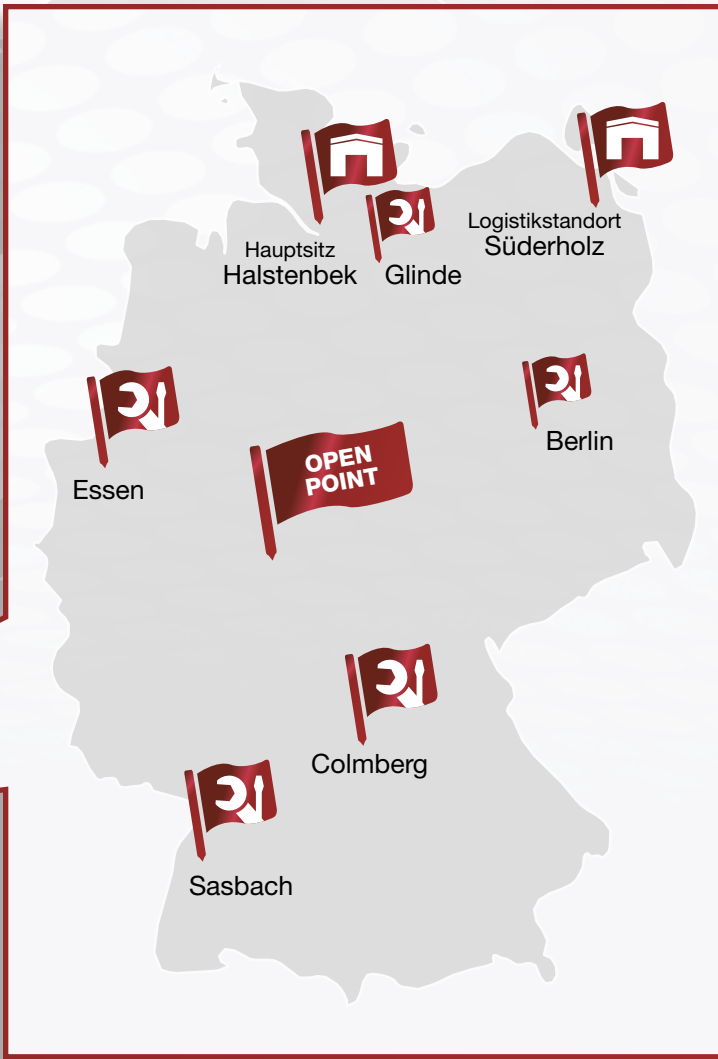 Hauptsitz
Halstenbek
Glinde
Logistikstandort
Süderholz
Berlin
Essen
OPEN
POINT
Colmberg
Sasbach